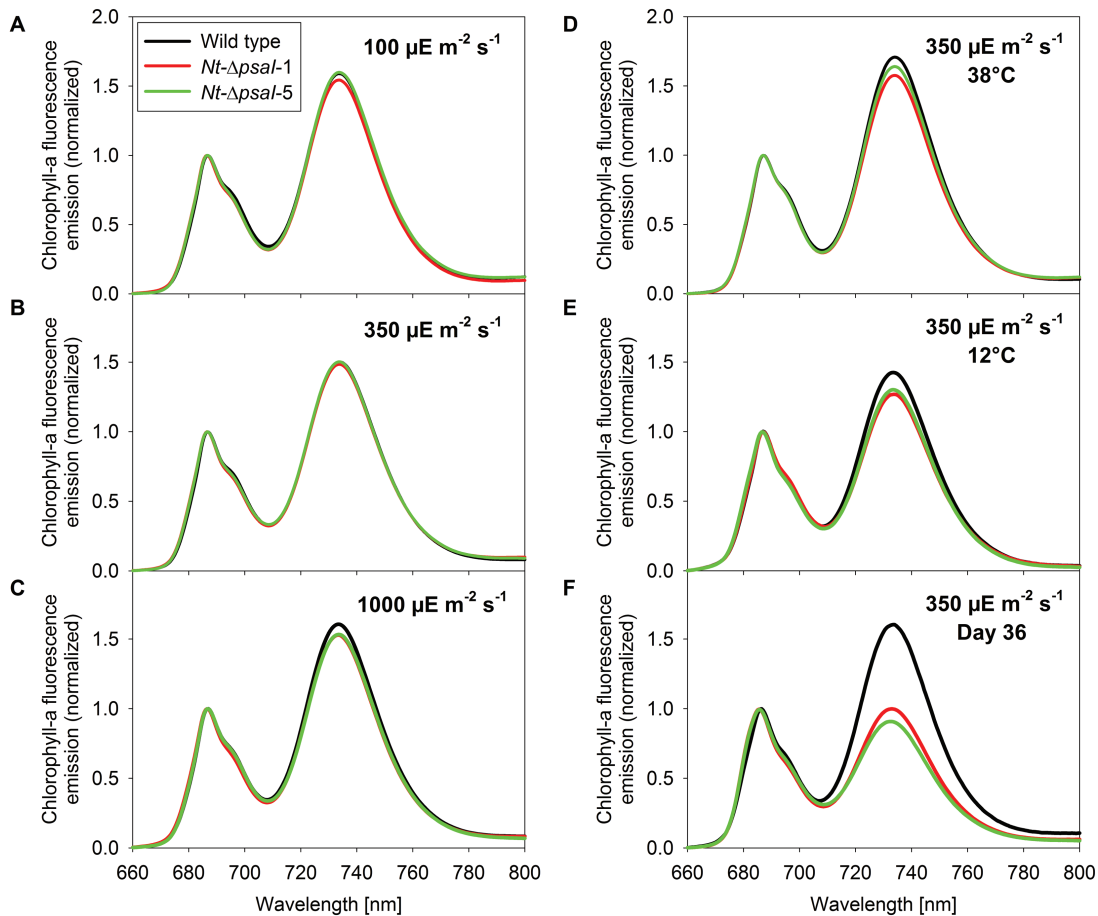 A
Chlorophyll-a fluorescence
emission (normalized)
2.0
1.5
1.0
0.5
0.0
Wild type
Nt-Δpsal-1
Nt-Δpsal-5
100 µE m-2 s-1
B
Chlorophyll-a fluorescence
emission (normalized)
1.5
1.0
0.5
0.0
350 µE m-2 s-1
C
Chlorophyll-a fluorescence
emission (normalized)
1.5
1.0
0.5
0.0
1000 µE m-2 s-1
660 680 700 720 740 760 780 800
Wavelength [nm]
D
Chlorophyll-a fluorescence
emission (normalized)
2.0
1.5
1.0
0.5
0.0
350 µE m-2 s-1
38°C
E
Chlorophyll-a fluorescence
emission (normalized)
1.5
1.0
0.5
0.0
350 µE m-2 s-1
12°C
F
Chlorophyll-a fluorescence
emission (normalized)
1.5
1.0
0.5
0.0
350 µE m-2 s-1
Day 36
660 680 700 720 740 760 780 800
Wavelength [nm]